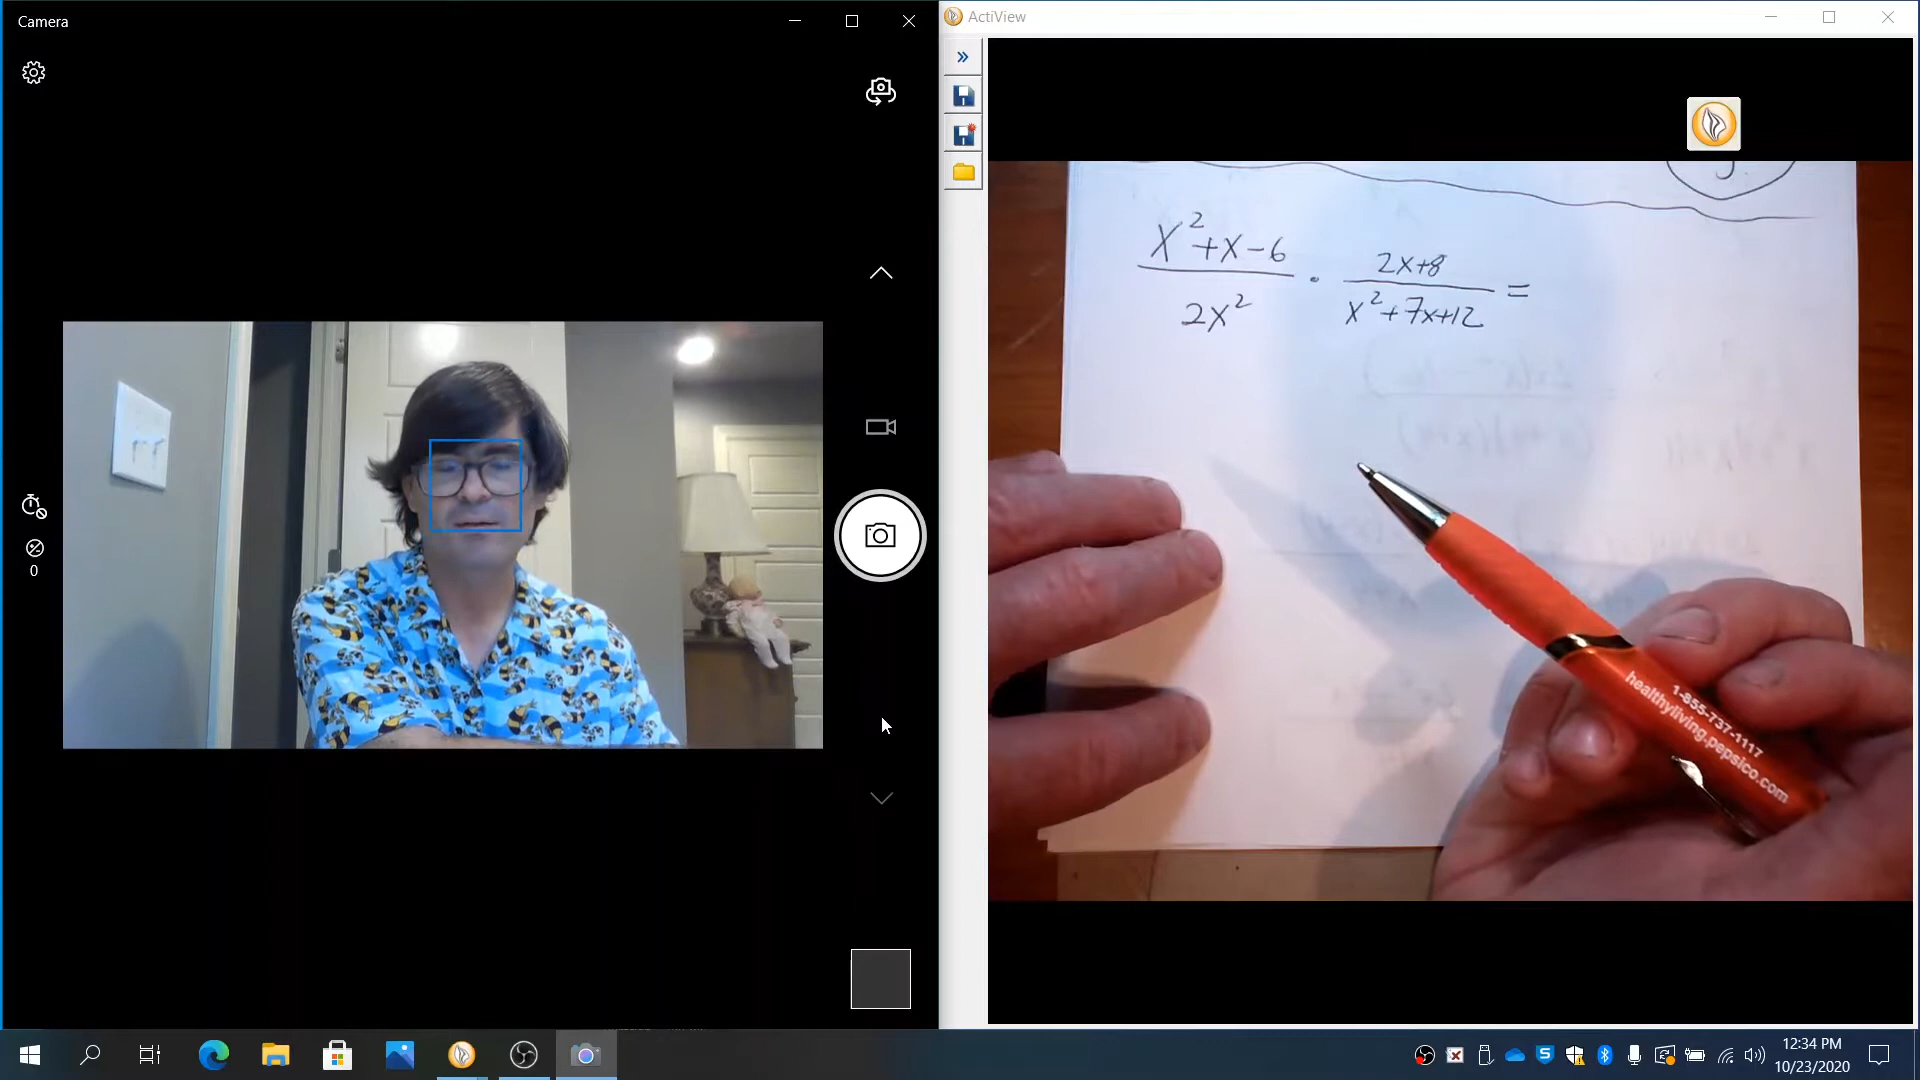 Camera
ActiView
x²+x-6
2x²
·
2x+8
x²+7x+12
=
0
1-855-737-1117
healthyliving.pepsico.com
12:34 PM
10/23/2020